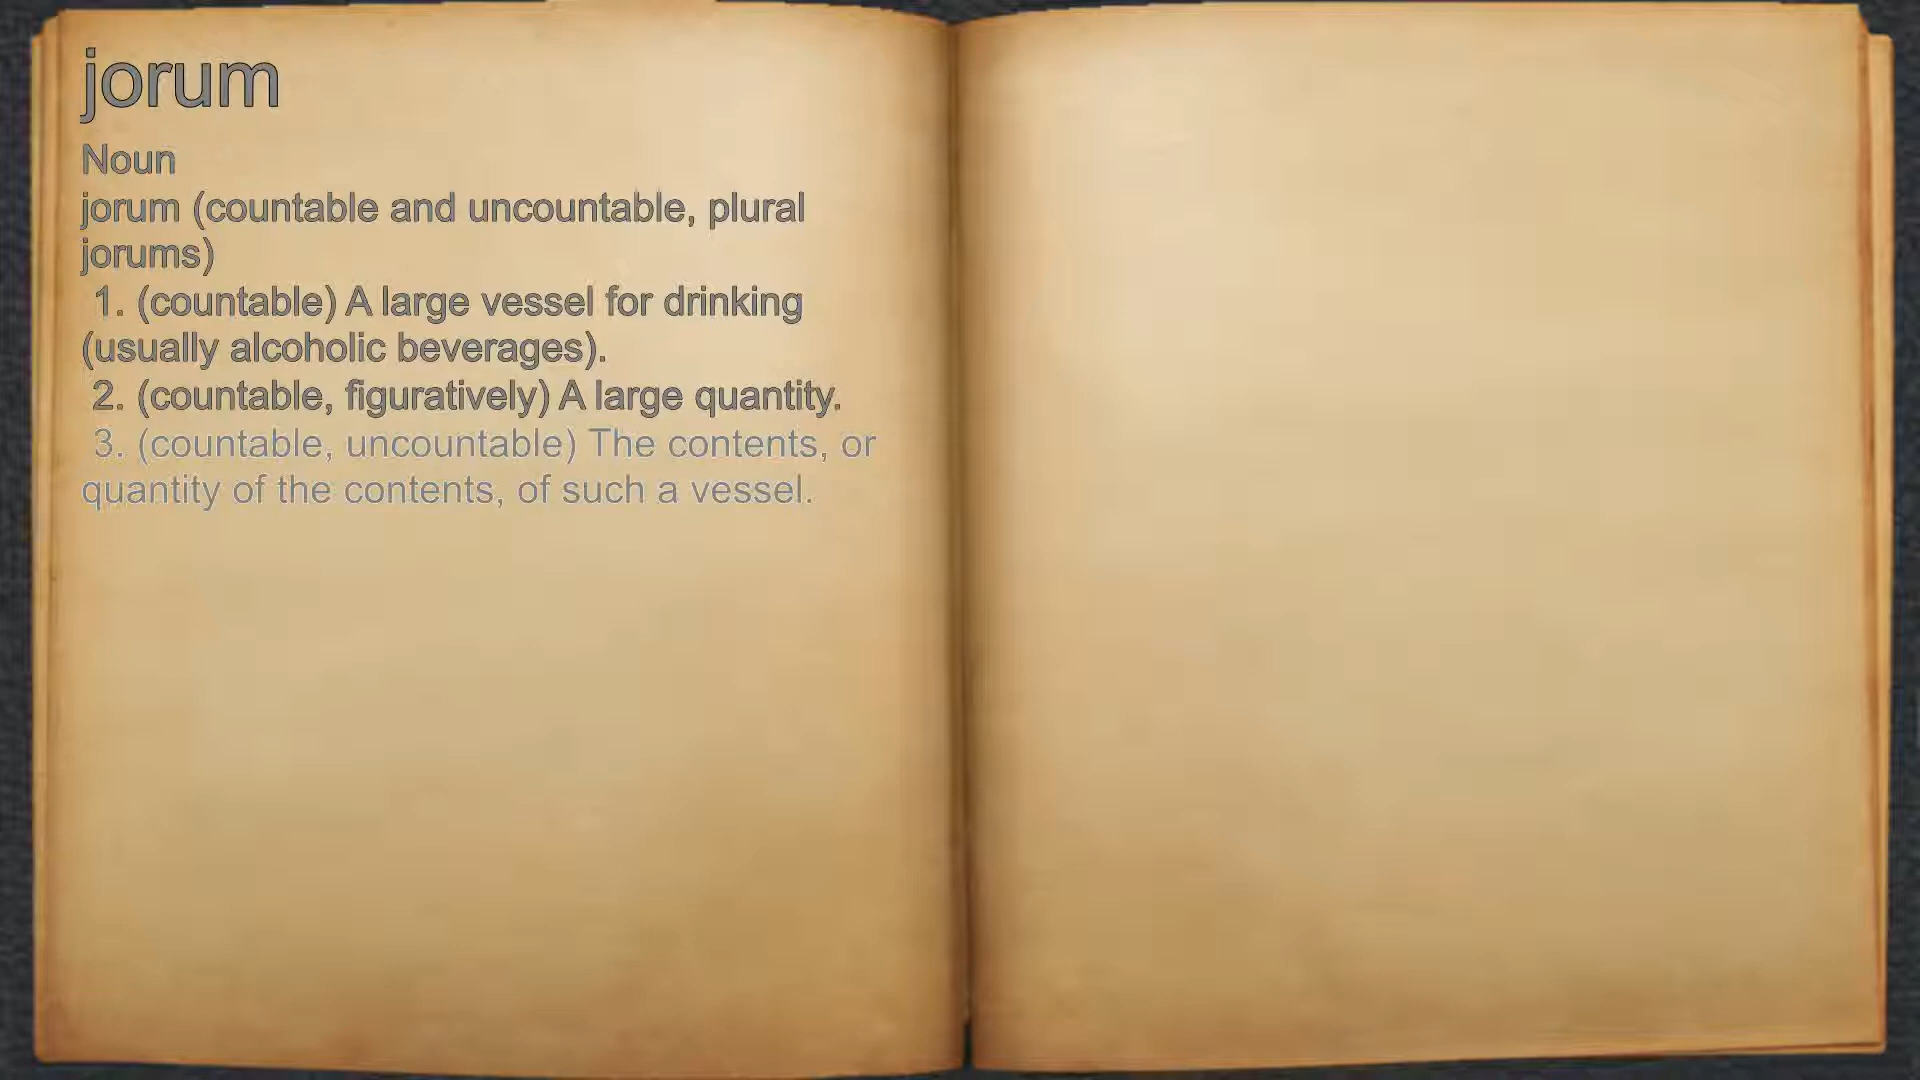 jorum
Noun
jorum (countable and uncountable, plural
jorums)
1. (countable) A large vessel for drinking
(usually alcoholic beverages).
2. (countable, figuratively) A large quantity.
3. (countable, uncountable) The contents, or
quantity of the contents, of such a vessel.